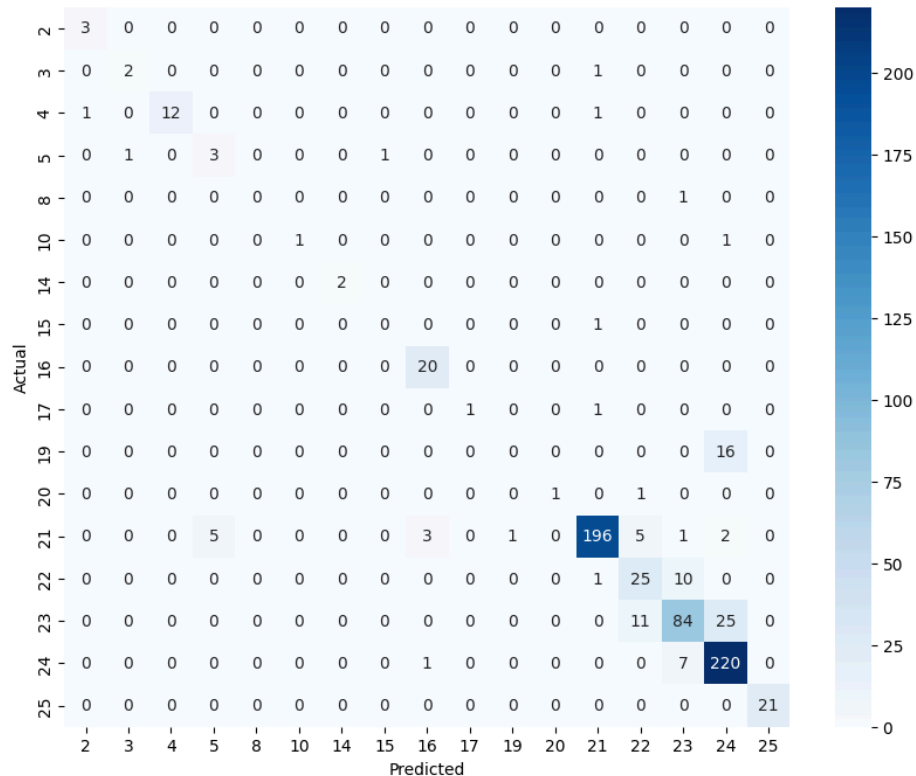 2 3 0 0 0 0 0 0 0 0 0 0 0 0 0 0 0 0 200
3 0 2 0 0 0 0 0 0 0 0 0 0 1 0 0 0 0 175
4 1 0 12 0 0 0 0 0 0 0 0 0 1 0 0 0 0
5 0 1 0 3 0 0 0 1 0 0 0 0 0 0 0 0 0 150
8 0 0 0 0 0 0 0 0 0 0 0 0 0 0 1 0 0
10 0 0 0 0 0 1 0 0 0 0 0 0 0 0 0 1 0 125
14 0 0 0 0 0 0 2 0 0 0 0 0 0 0 0 0 0
15 0 0 0 0 0 0 0 0 0 0 0 0 1 0 0 0 0
Actual
16 0 0 0 0 0 0 0 0 20 0 0 0 0 0 0 0 0
17 0 0 0 0 0 0 0 0 0 1 0 0 1 0 0 0 0 100
19 0 0 0 0 0 0 0 0 0 0 0 0 0 0 0 16 0
20 0 0 0 0 0 0 0 0 0 0 0 1 0 1 0 0 0 75
21 0 0 0 5 0 0 0 0 3 0 1 0 196 5 1 2 0
22 0 0 0 0 0 0 0 0 0 0 0 0 1 25 10 0 0 50
23 0 0 0 0 0 0 0 0 0 0 0 0 0 11 84 25 0
24 0 0 0 0 0 0 0 0 1 0 0 0 0 0 7 220 0 25
25 0 0 0 0 0 0 0 0 0 0 0 0 0 0 0 0 21 0
2 3 4 5 8 10 14 15 16 17 19 20 21 22 23 24 25
Predicted